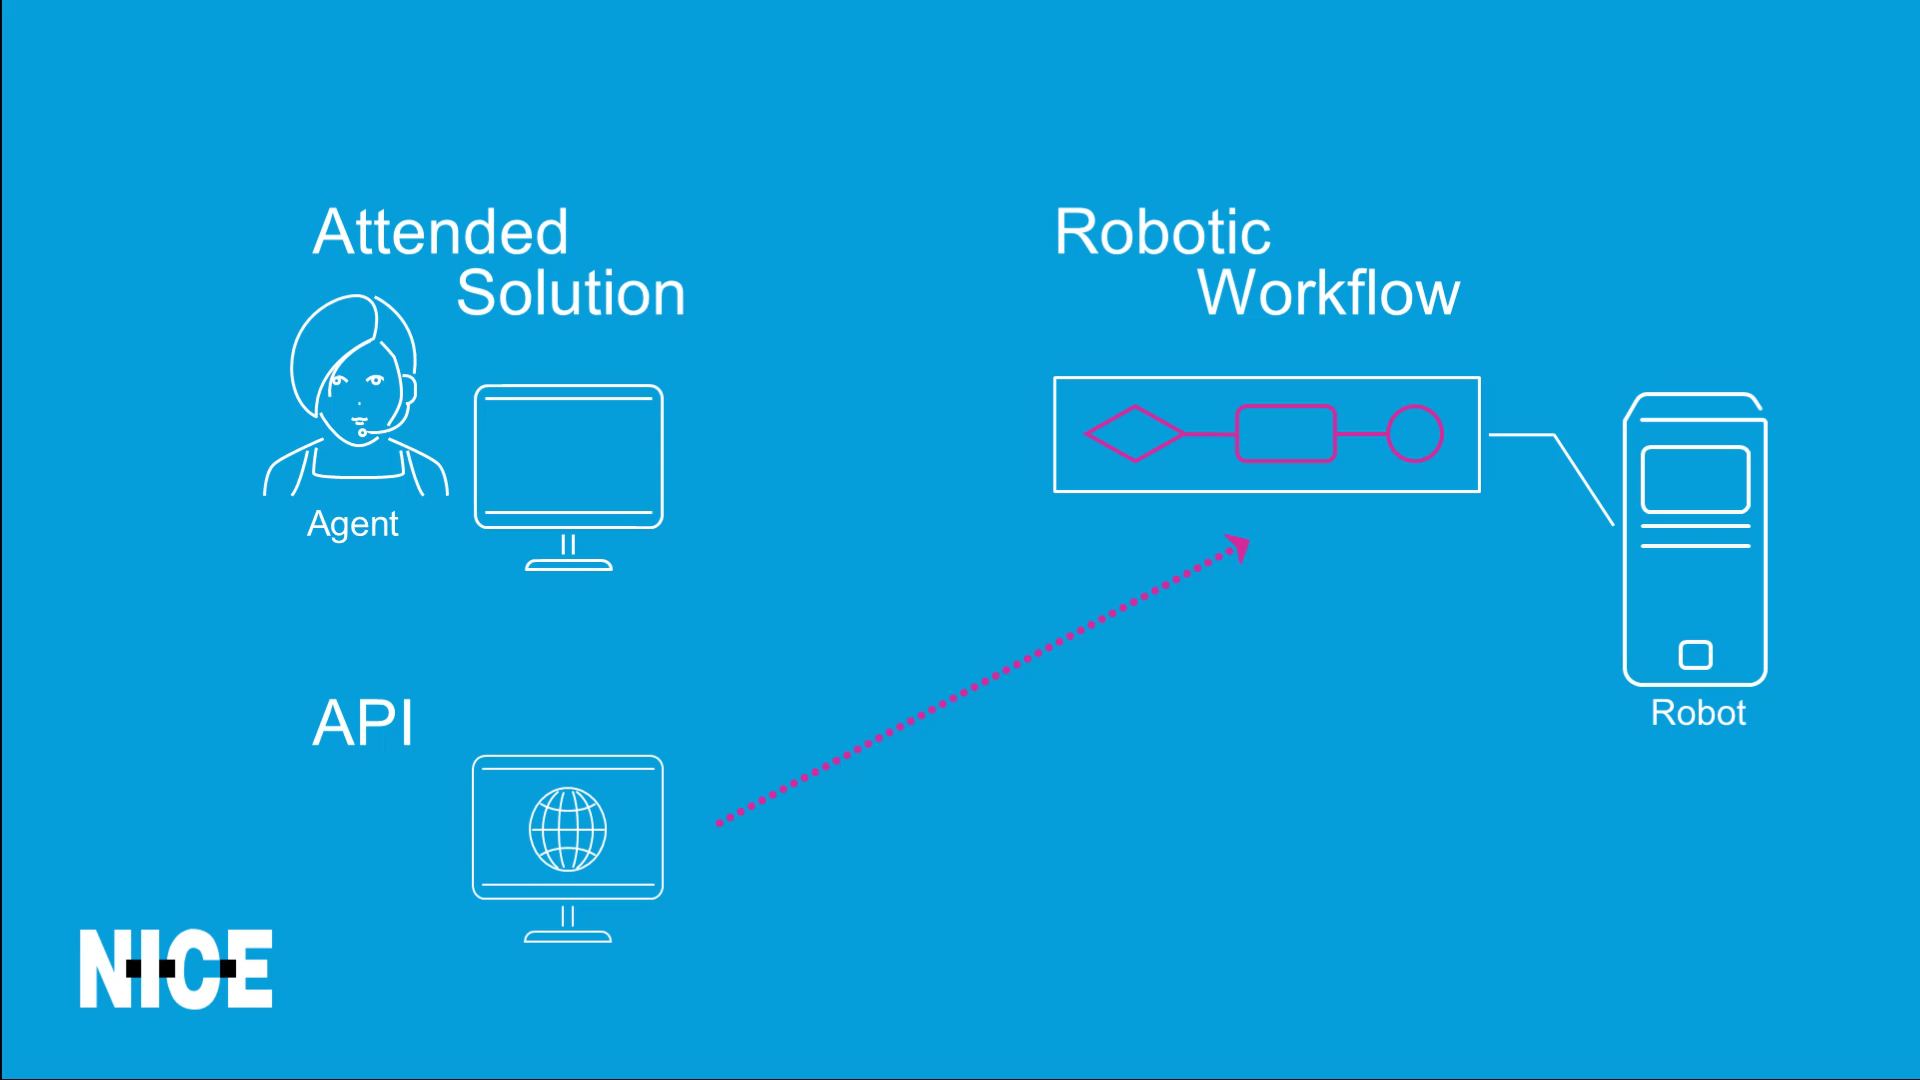 Attended
Solution
Agent
API
Robotic
Workflow
Robot
NICE